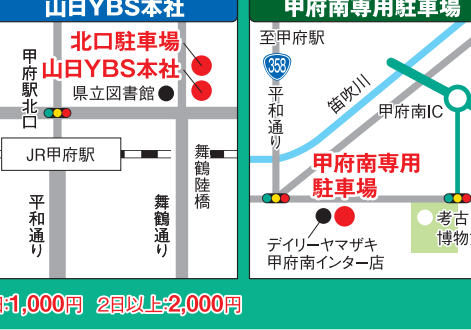 山日YBS本社
北口駐車場
山日YBS本社
県立図書館
甲府駅北口
JR甲府駅
平和通り
舞鶴通り
舞鶴陸橋
甲府南専用駐車場
至甲府駅
358
平和通り
笛吹川
甲府南IC
甲府南専用
駐車場
デイリーヤマザキ
甲府南インター店
考古
博物
:1,000円 2日以上:2,000円